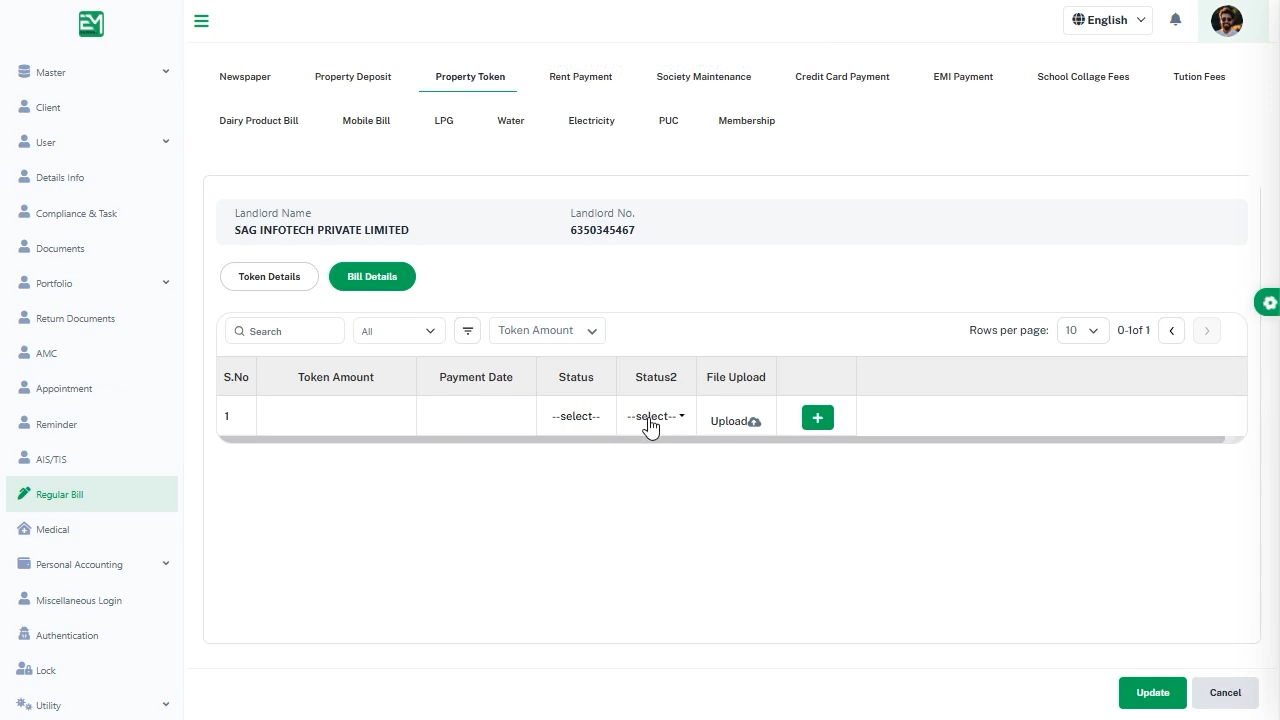 EM
English
Master
Client
User
Details Info
Compliance & Task
Documents
Portfolio
Return Documents
AMC
Appointment
Reminder
AIS/TIS
Regular Bill
Medical
Personal Accounting
Miscellaneous Login
Authentication
Lock
Utility
Newspaper Property Deposit Property Token Rent Payment Society Maintenance Credit Card Payment EMI Payment School Collage Fees Tution Fees
Dairy Product Bill Mobile Bill LPG Water Electricity PUC Membership
Landlord Name Landlord No.
SAG INFOTECH PRIVATE LIMITED 6350345467
Token Details Bill Details
Search All Token Amount Rows per page: 10 0-1of 1
S.No Token Amount Payment Date Status Status2 File Upload
1 --select-- --select-- Upload
Update Cancel